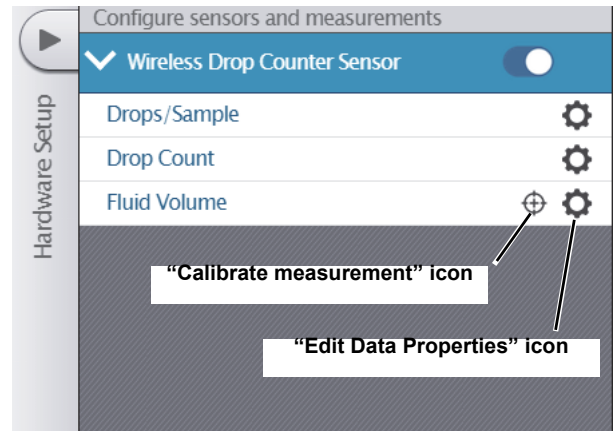 Configure sensors and measurements
Wireless Drop Counter Sensor
Hardware Setup
Drops/Sample
Drop Count
Fluid Volume
“Calibrate measurement” icon
“Edit Data Properties” icon